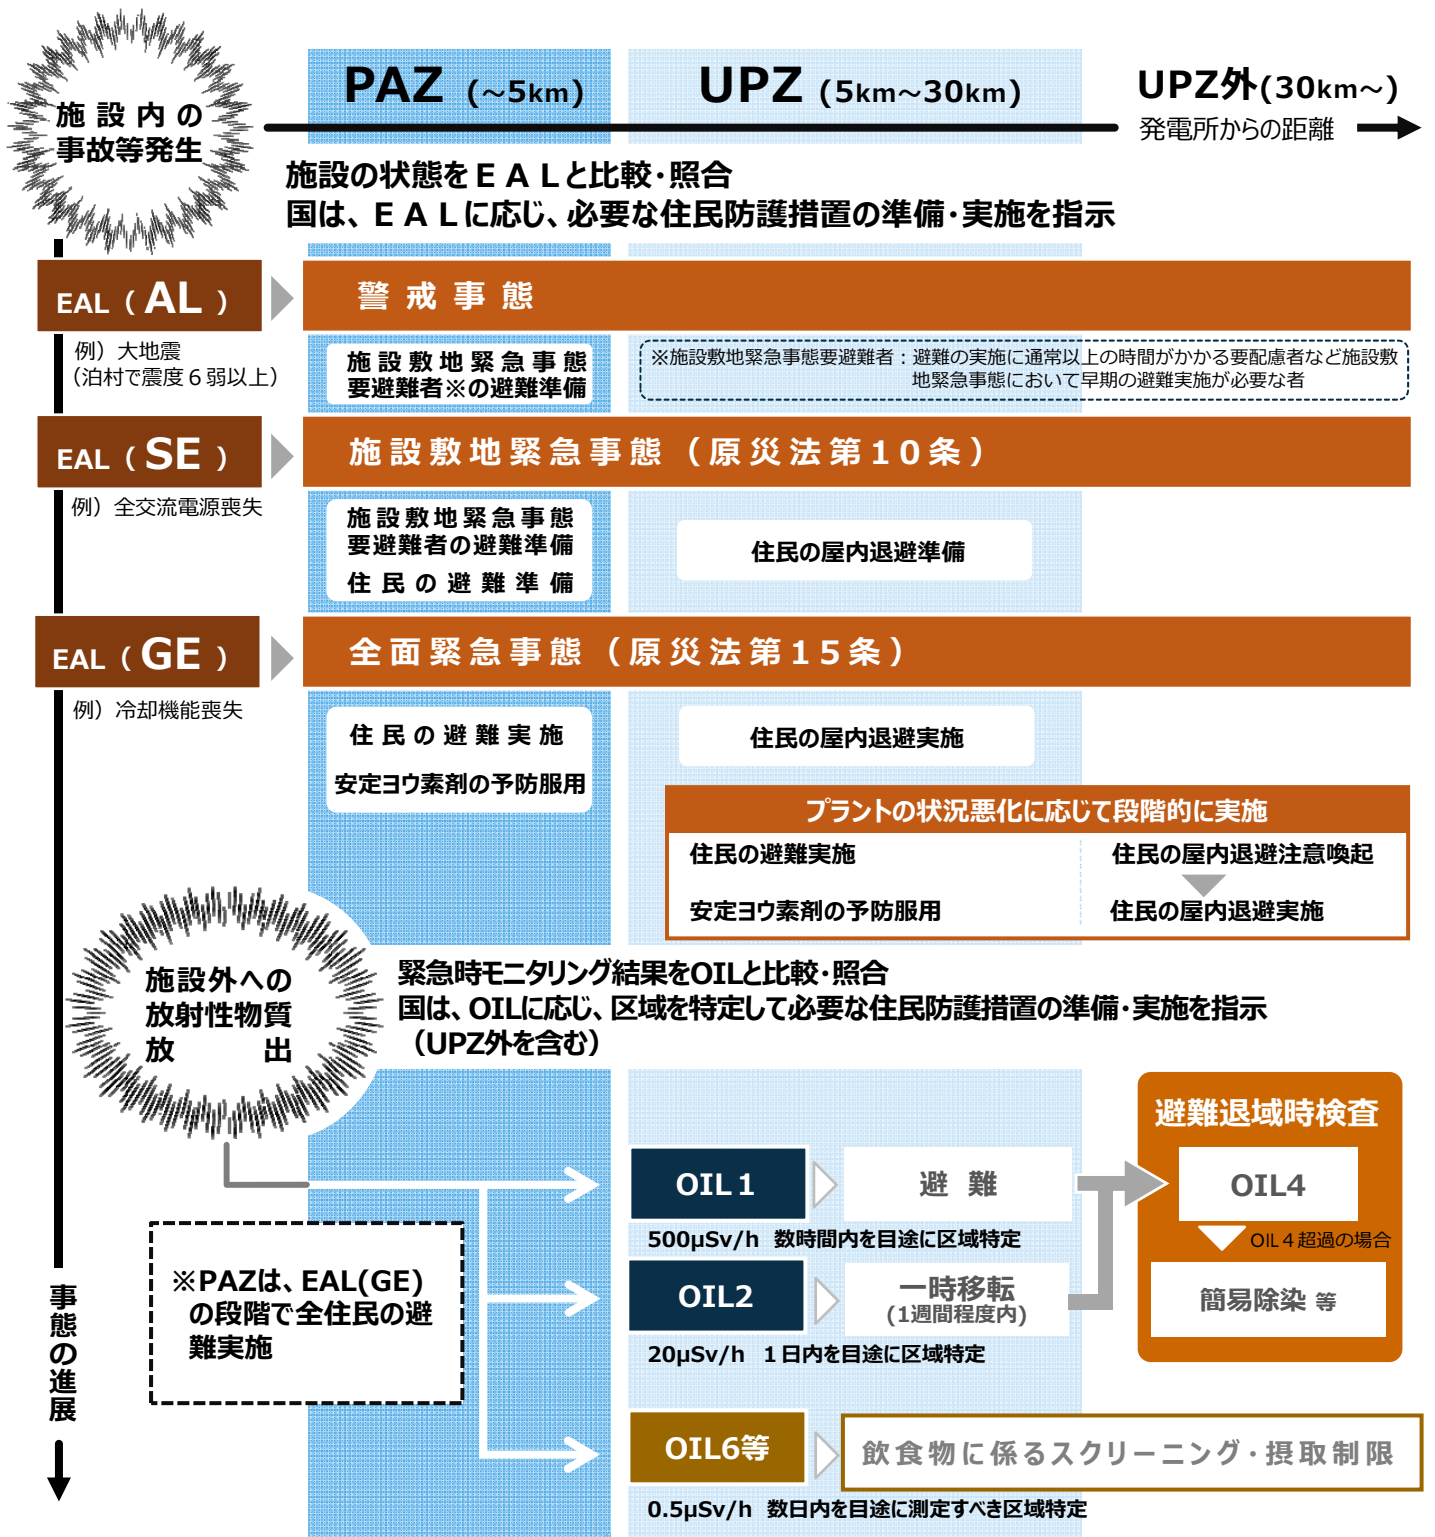 施設内の
事故等発生
PAZ (～5km)
UPZ (5km～30km)
UPZ外(30km～)
発電所からの距離
施設の状態をＥＡＬと比較・照合
国は、ＥＡＬに応じ、必要な住民防護措置の準備・実施を指示
EAL（AL）
警戒事態
例）大地震
（泊村で震度６弱以上）
施設敷地緊急事態
要避難者※の避難準備
※施設敷地緊急事態要避難者：避難の実施に通常以上の時間がかかる要配慮者など施設敷
地緊急事態において早期の避難実施が必要な者
EAL（SE）
施設敷地緊急事態（原災法第10条）
例）全交流電源喪失
施設敷地緊急事態
要避難者の避難準備
住民の避難準備
住民の屋内退避準備
EAL（GE）
全面緊急事態（原災法第15条）
例）冷却機能喪失
住民の避難実施
安定ヨウ素剤の予防服用
住民の屋内退避実施
プラントの状況悪化に応じて段階的に実施
住民の避難実施
住民の屋内退避注意喚起
安定ヨウ素剤の予防服用
住民の屋内退避実施
施設外への
放射性物質
放出
緊急時モニタリング結果をOILと比較・照合
国は、OILに応じ、区域を特定して必要な住民防護措置の準備・実施を指示
（UPZ外を含む）
避難退域時検査
OIL１
避難
OIL4
500μSv/h 数時間内を目途に区域特定
OIL４超過の場合
※PAZは、EAL(GE)
の段階で全住民の避
難実施
OIL2
一時移転
(1週間程度内)
簡易除染 等
20μSv/h １日内を目途に区域特定
事態の進展
OIL6等
飲食物に係るスクリーニング・摂取制限
0.5μSv/h 数日内を目途に測定すべき区域特定